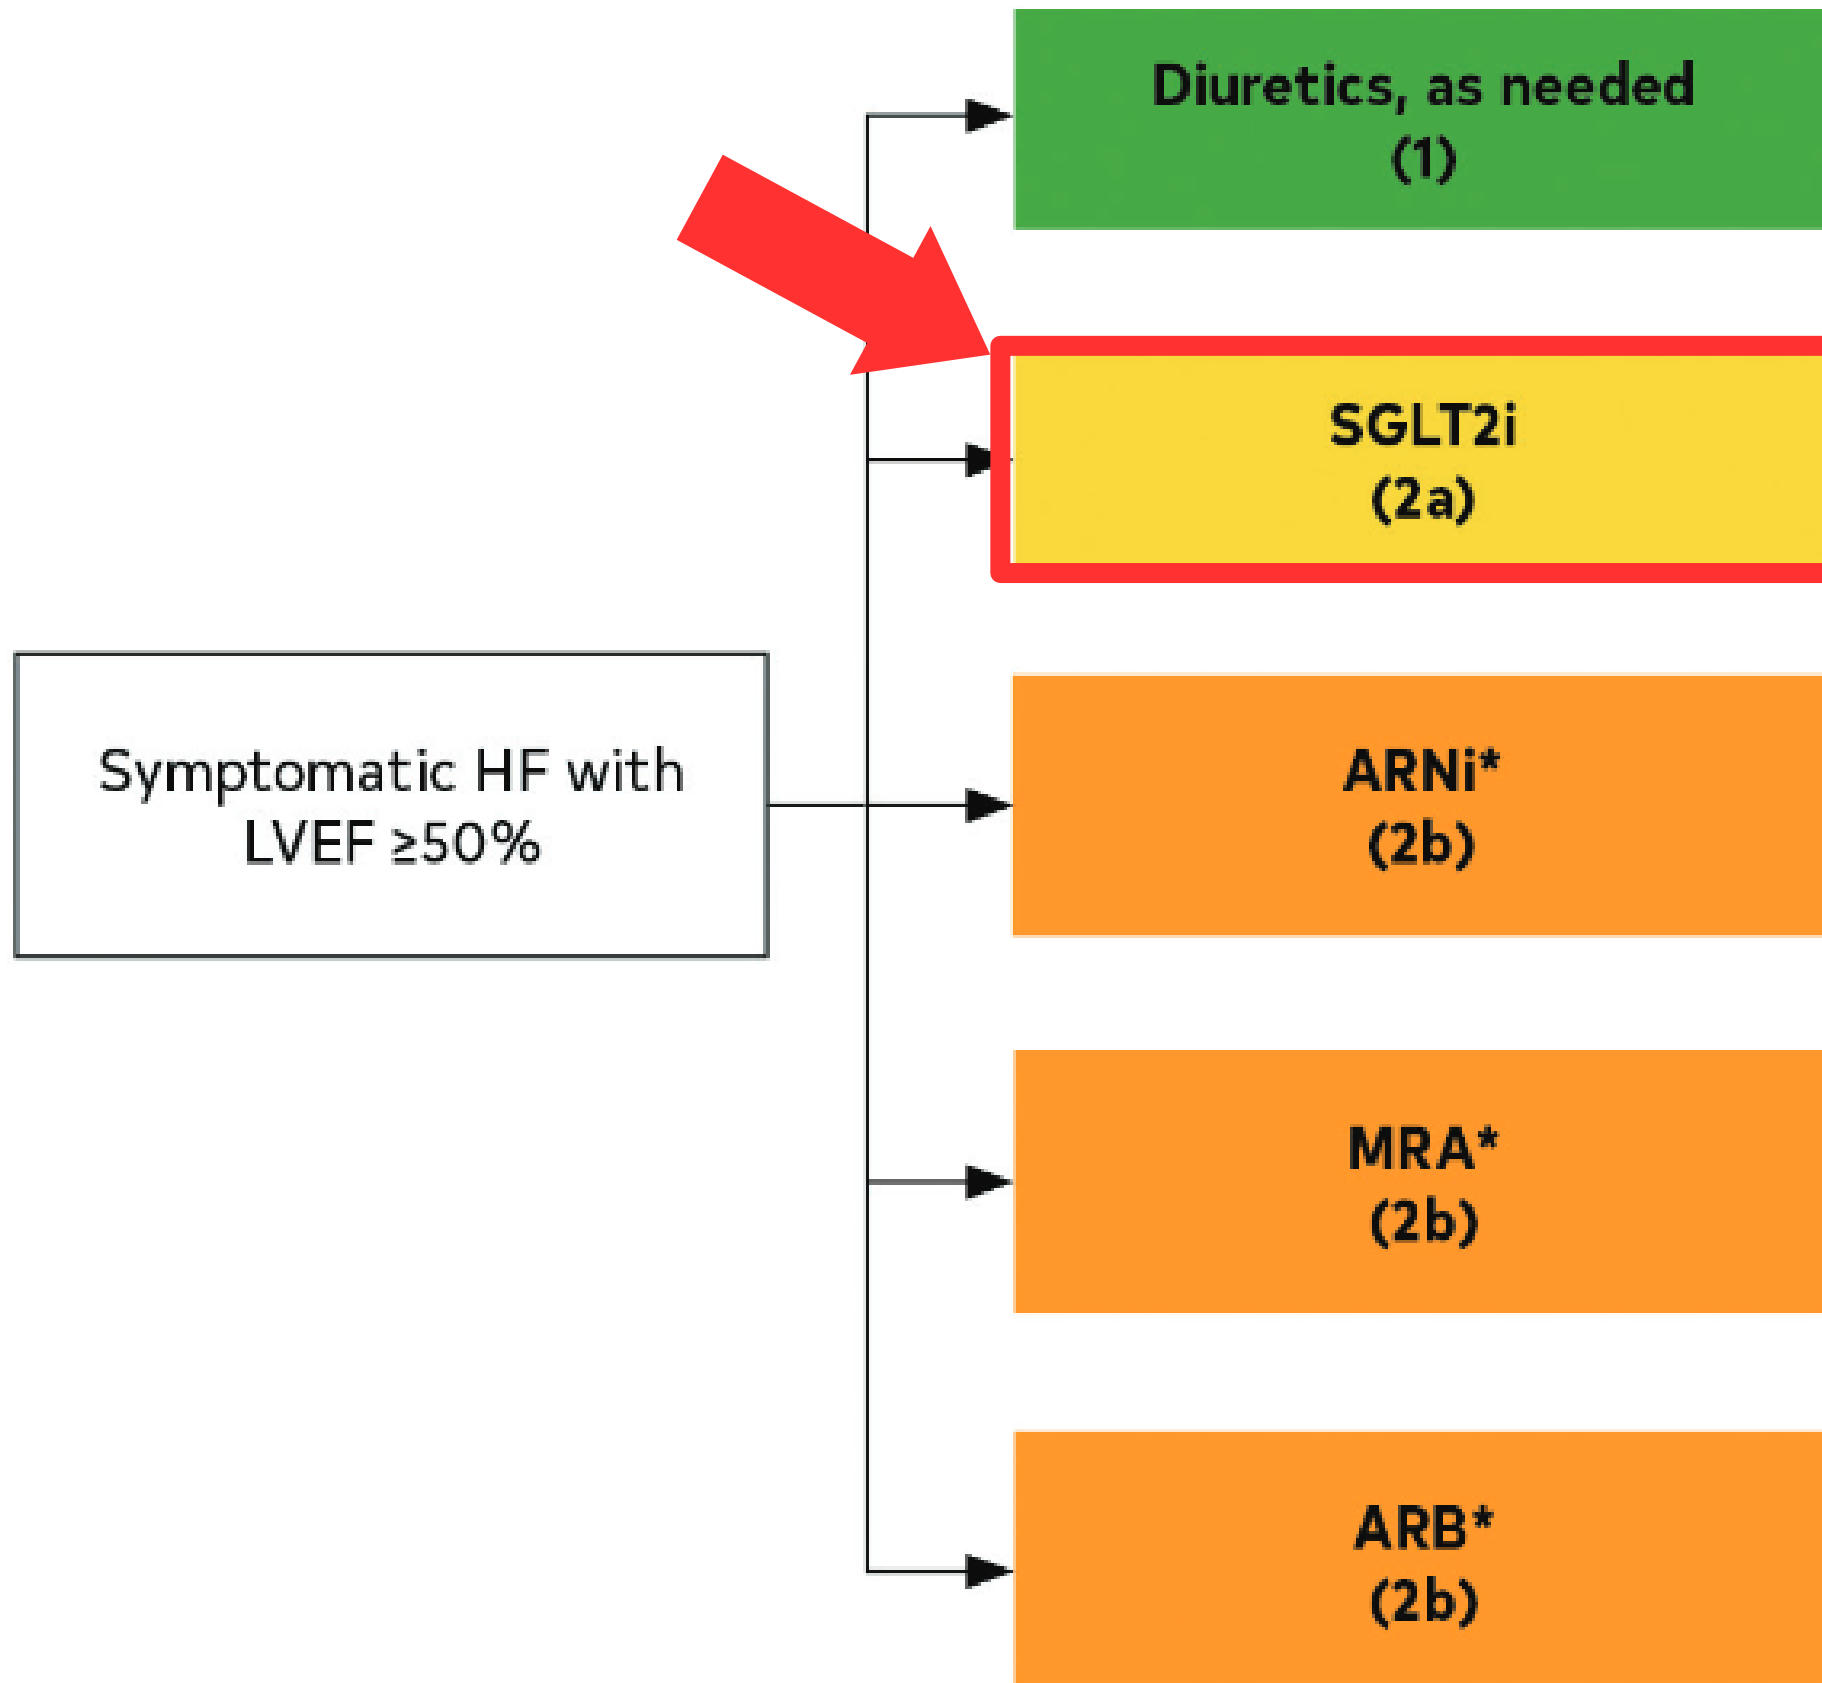 Diuretics, as needed
(1)
SGLT2i
(2a)
Symptomatic HF with
LVEF ≥50%
ARNi*
(2b)
MRA*
(2b)
ARB*
(2b)